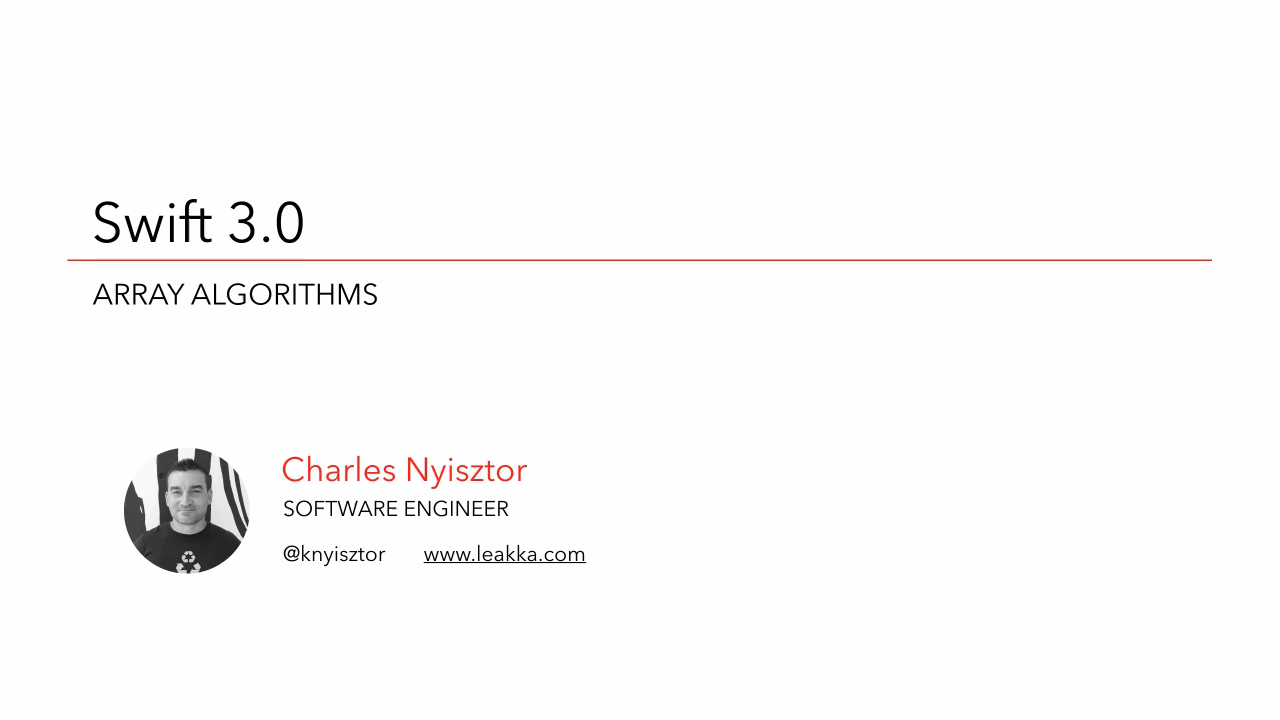 Swift 3.0
ARRAY ALGORITHMS
Charles Nyisztor
SOFTWARE ENGINEER
@knyisztor www.leakka.com